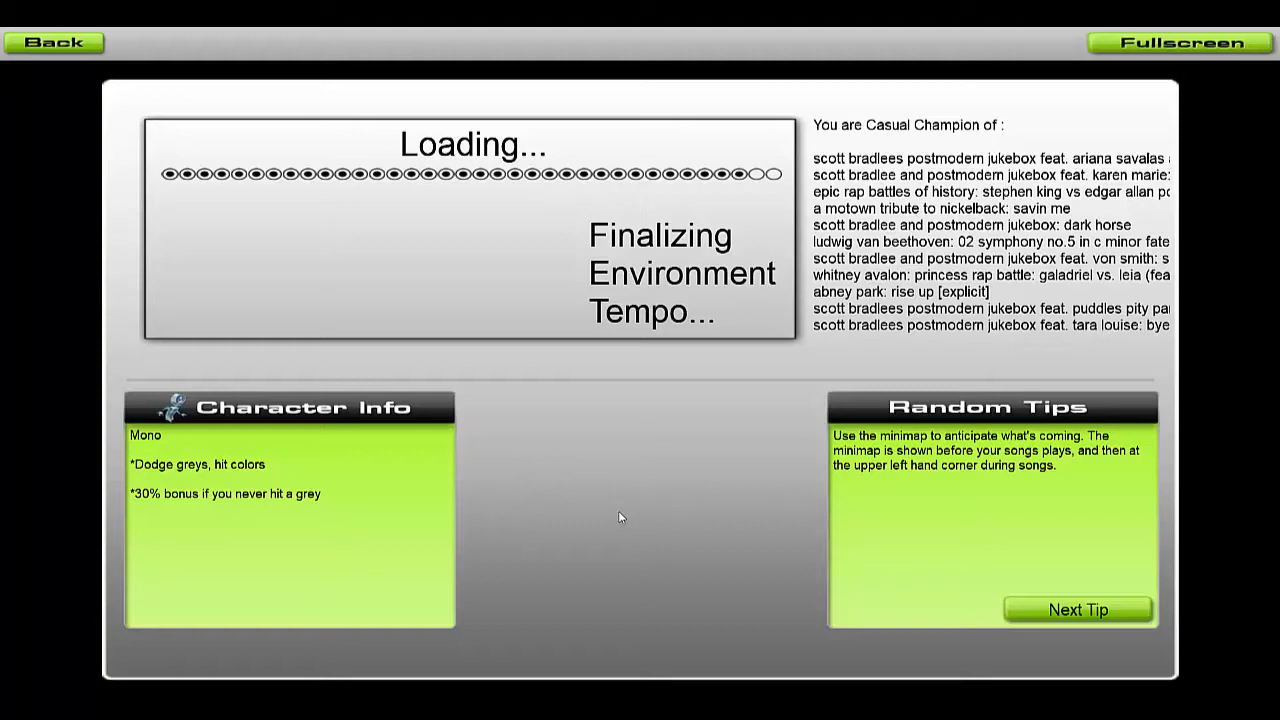 Back
Fullscreen
Loading...
Finalizing
Environment
Tempo...
You are Casual Champion of :
scott bradlees postmodern jukebox feat. ariana savalas
scott bradlee and postmodern jukebox feat. karen marie:
epic rap battles of history: stephen king vs edgar allan po
a motown tribute to nickelback: savin me
scott bradlee and postmodern jukebox: dark horse
ludwig van beethoven: 02 symphony no.5 in c minor fate
scott bradlee and postmodern jukebox feat. von smith: s
whitney avalon: princess rap battle: galadriel vs. leia (fea
abney park: rise up [explicit]
scott bradlees postmodern jukebox feat. puddles pity pa
scott bradlees postmodern jukebox feat. tara louise: bye
Character Info
Mono
*Dodge greys, hit colors
*30% bonus if you never hit a grey
Random Tips
Use the minimap to anticipate what's coming. The
minimap is shown before your songs plays, and then at
the upper left hand corner during songs.
Next Tip